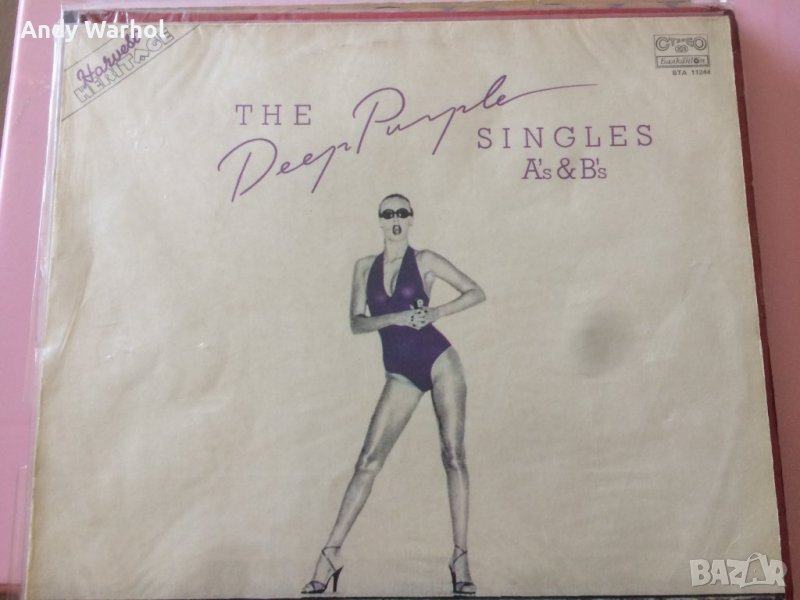 Andy Warhol
Harvest
HERITAGE
СТЕРЕО
Балкантон
BTA 11244
THE Deep Purple SINGLES
A's & B's
BAZAR